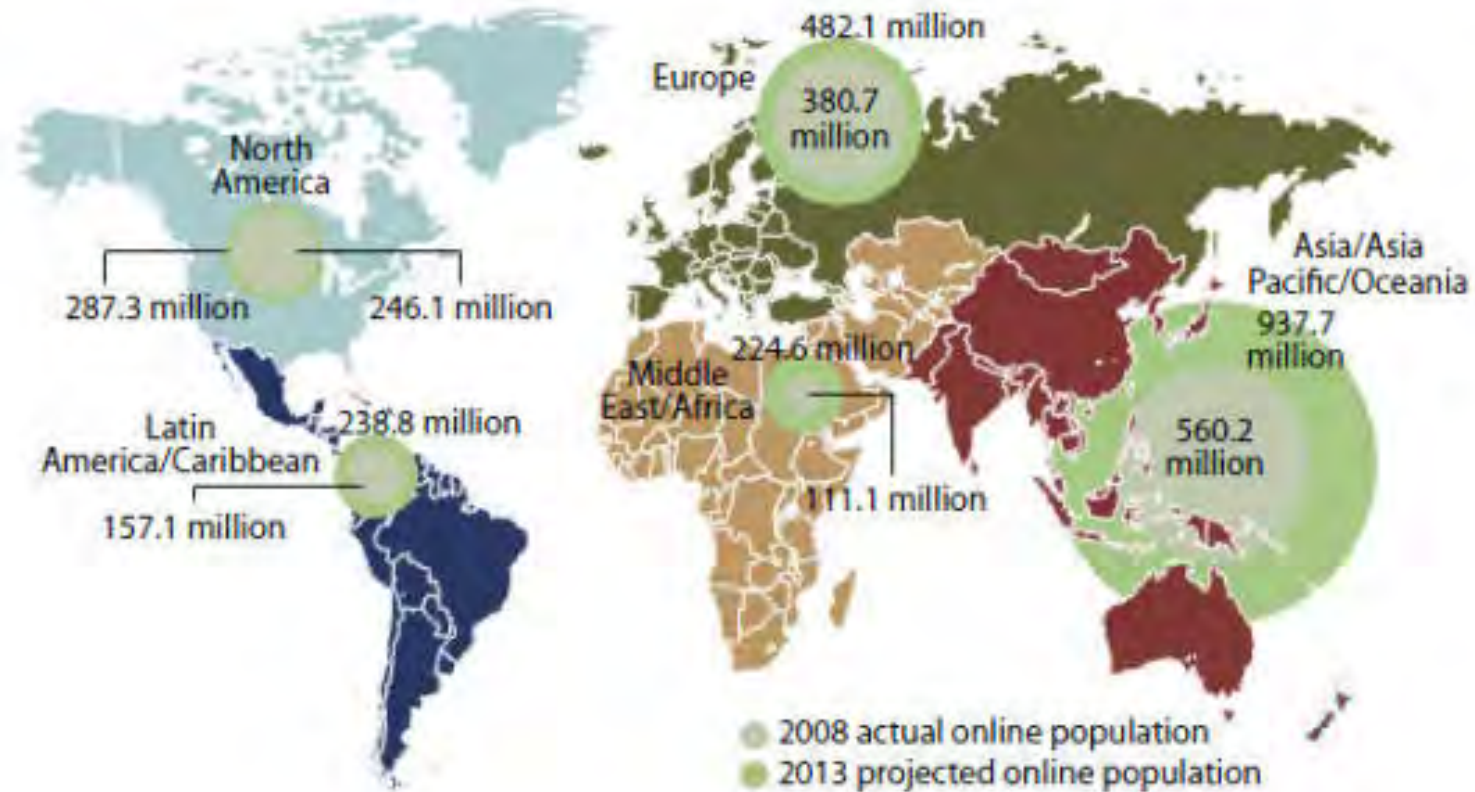 482.1 million
Europe
380.7
million
North
America
287.3 million
246.1 million
Asia/Asia
Pacific/Oceania
937.7
million
224.6 million
Middle
East/Africa
238.8 million
Latin
America/Caribbean
560.2
million
111.1 million
157.1 million
2008 actual online population
2013 projected online population